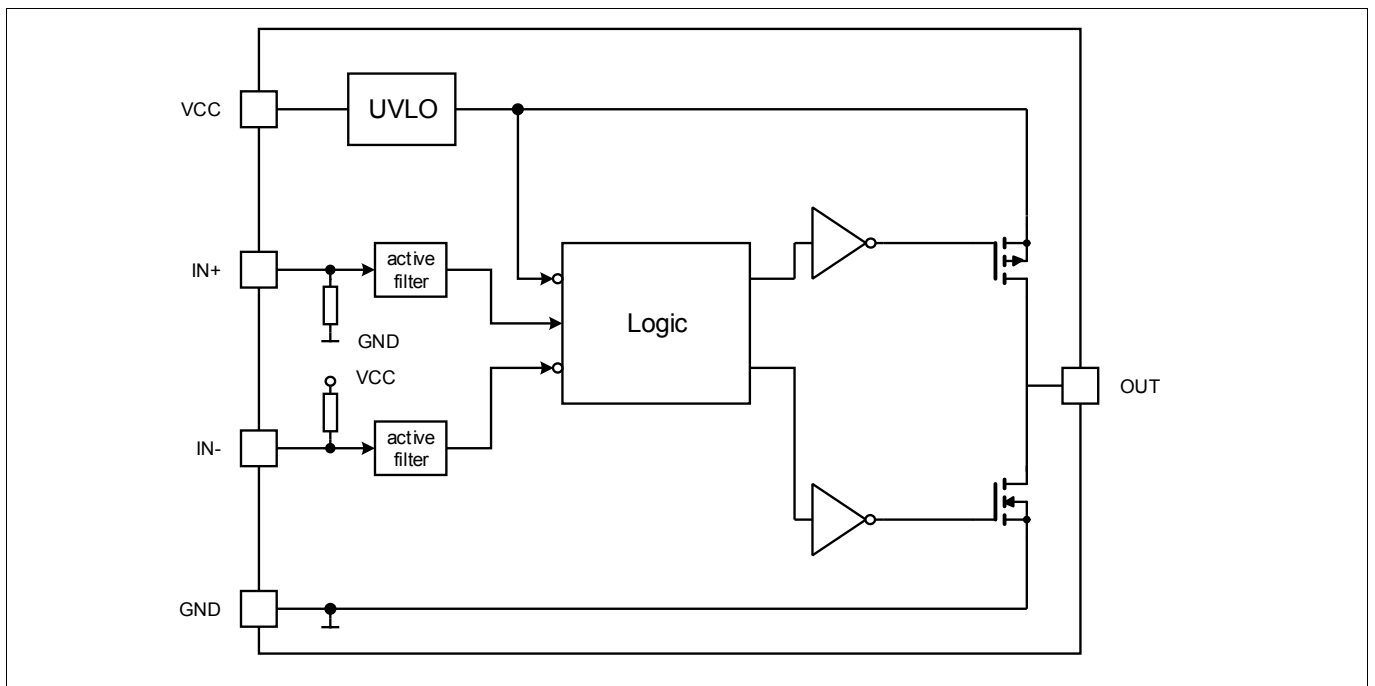 VCC
UVLO
IN+
active
filter
GND
VCC
Logic
OUT
IN-
active
filter
GND